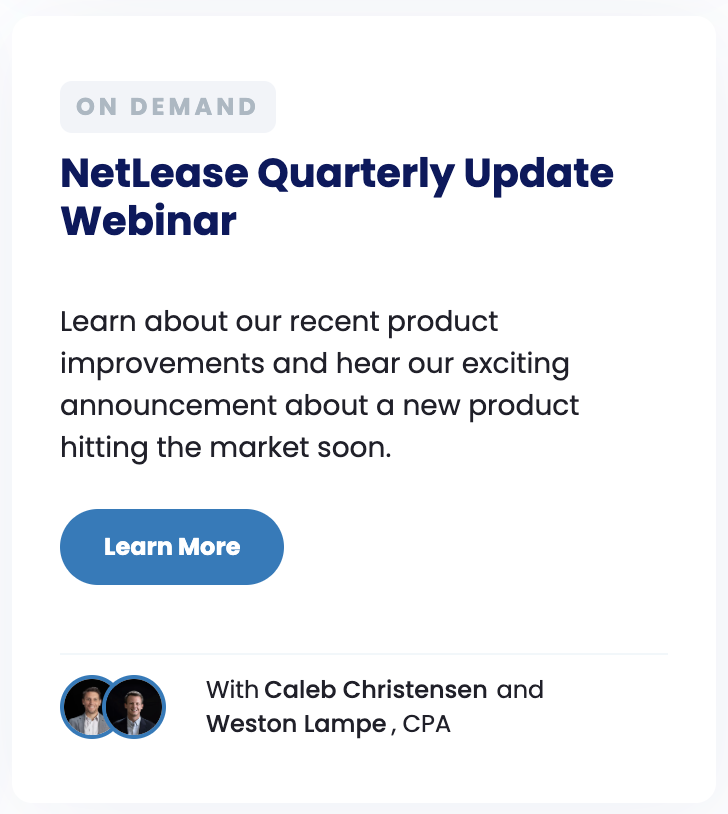 ON DEMAND
NetLease Quarterly Update
Webinar
Learn about our recent product
improvements and hear our exciting
announcement about a new product
hitting the market soon.
Learn More
With Caleb Christensen and
Weston Lampe , CPA